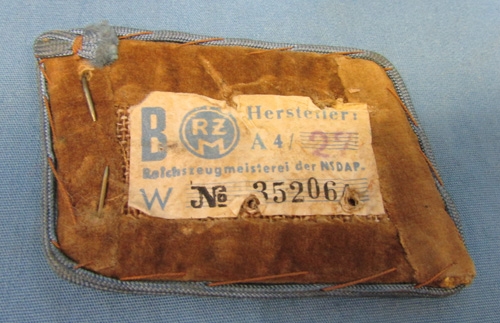 B RZM Hersteller:
A 4/ 27
Reichszeugmeisterei der NSDAP.
W № 35206